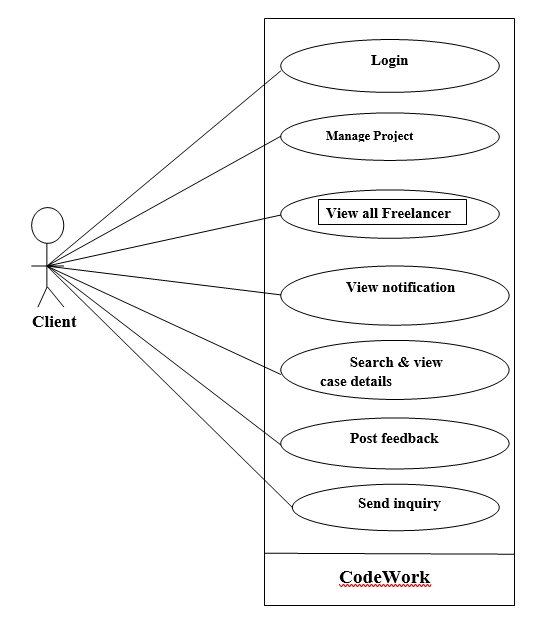 Login
Manage Project
View all Freelancer
View notification
Client
Search & view
case details
Post feedback
Send inquiry
CodeWork